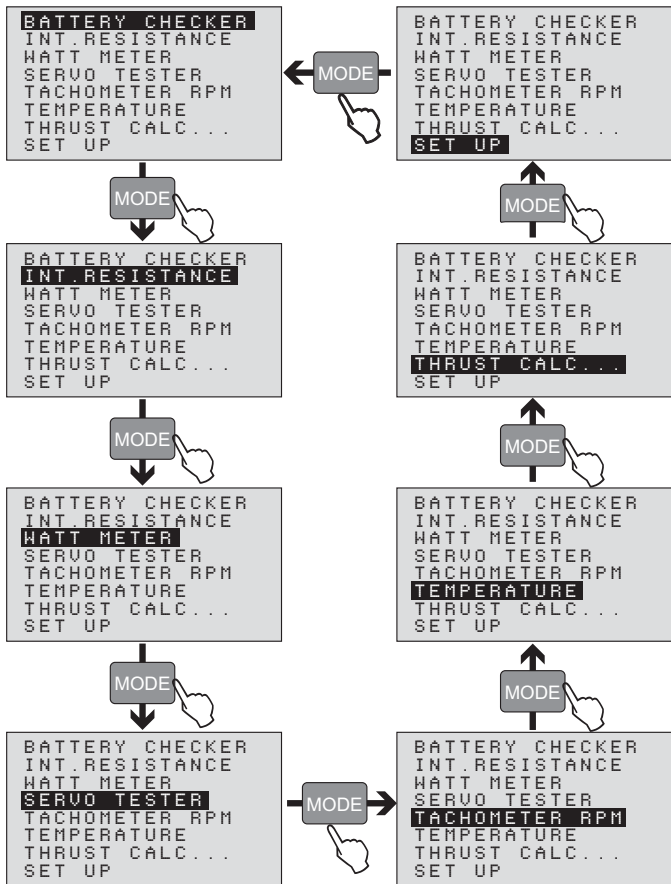 BATTERY CHECKER
INT.RESISTANCE
WATT METER
SERVO TESTER
TACHOMETER RPM
TEMPERATURE
THRUST CALC...
SET UP
MODE
BATTERY CHECKER
INT.RESISTANCE
WATT METER
SERVO TESTER
TACHOMETER RPM
TEMPERATURE
THRUST CALC...
SET UP
MODE
BATTERY CHECKER
INT.RESISTANCE
WATT METER
SERVO TESTER
TACHOMETER RPM
TEMPERATURE
THRUST CALC...
SET UP
MODE
BATTERY CHECKER
INT.RESISTANCE
WATT METER
SERVO TESTER
TACHOMETER RPM
TEMPERATURE
THRUST CALC...
SET UP
MODE
BATTERY CHECKER
INT.RESISTANCE
WATT METER
SERVO TESTER
TACHOMETER RPM
TEMPERATURE
THRUST CALC...
SET UP
MODE
BATTERY CHECKER
INT.RESISTANCE
WATT METER
SERVO TESTER
TACHOMETER RPM
TEMPERATURE
THRUST CALC...
SET UP
MODE
BATTERY CHECKER
INT.RESISTANCE
WATT METER
SERVO TESTER
TACHOMETER RPM
TEMPERATURE
THRUST CALC...
SET UP
MODE
BATTERY CHECKER
INT.RESISTANCE
WATT METER
SERVO TESTER
TACHOMETER RPM
TEMPERATURE
THRUST CALC...
SET UP
MODE